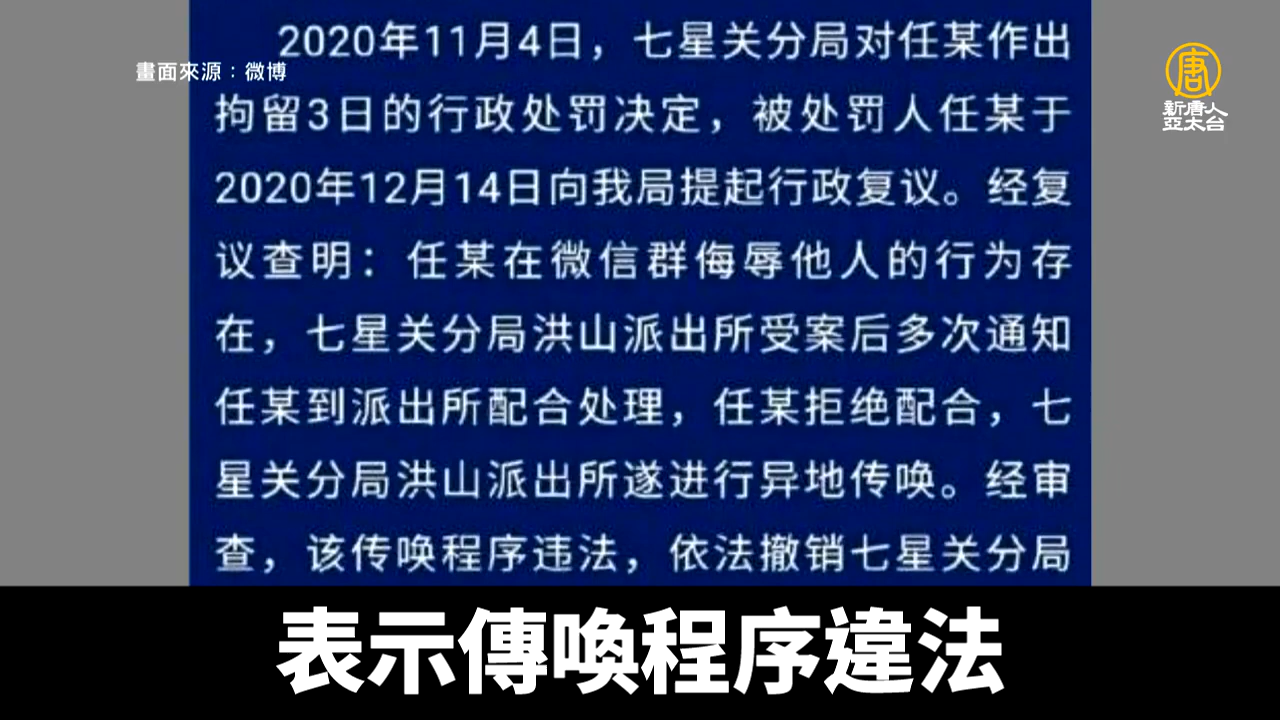 2020年11月4日，七星关分局对任某作出
畫面來源：微博
唐
新唐人
亞太台
拘留3日的行政处罚决定，被处罚人任某于
2020年12月14日向我局提起行政复议。经复
议查明：任某在微信群侮辱他人的行为存
在，七星关分局洪山派出所受案后多次通知
任某到派出所配合处理，任某拒绝配合，七
星关分局洪山派出所遂进行异地传唤。经审
查，该传唤程序违法，依法撤销七星关分局
表示傳喚程序違法